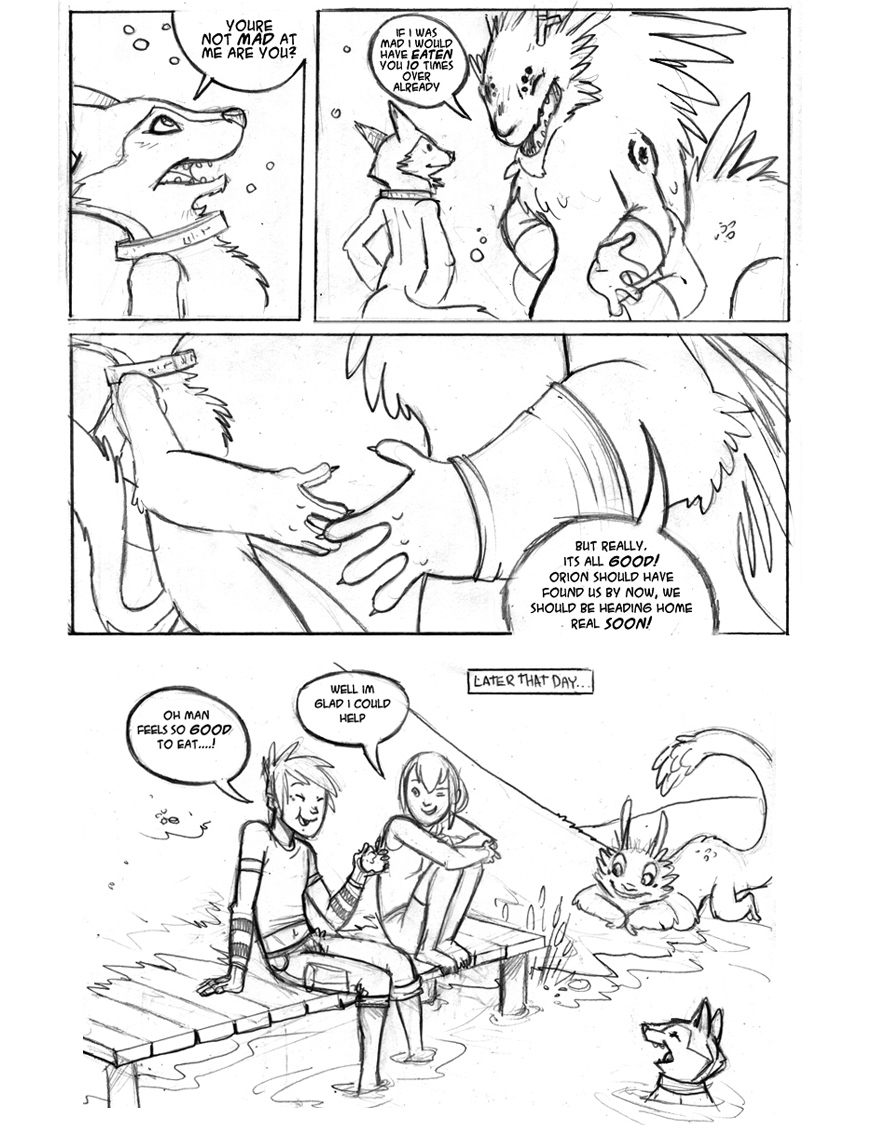 YOURE
NOT MAD AT
ME ARE YOU?
IF I WAS
MAD I WOULD
HAVE EATEN
YOU 10 TIMES
OVER
ALREADY
BUT REALLY.
ITS ALL GOOD!
ORION SHOULD HAVE
FOUND US BY NOW, WE
SHOULD BE HEADING HOME
REAL SOON!
LATER THAT DAY...
OH MAN
FEELS SO GOOD
TO EAT....!
WELL IM
GLAD I COULD
HELP